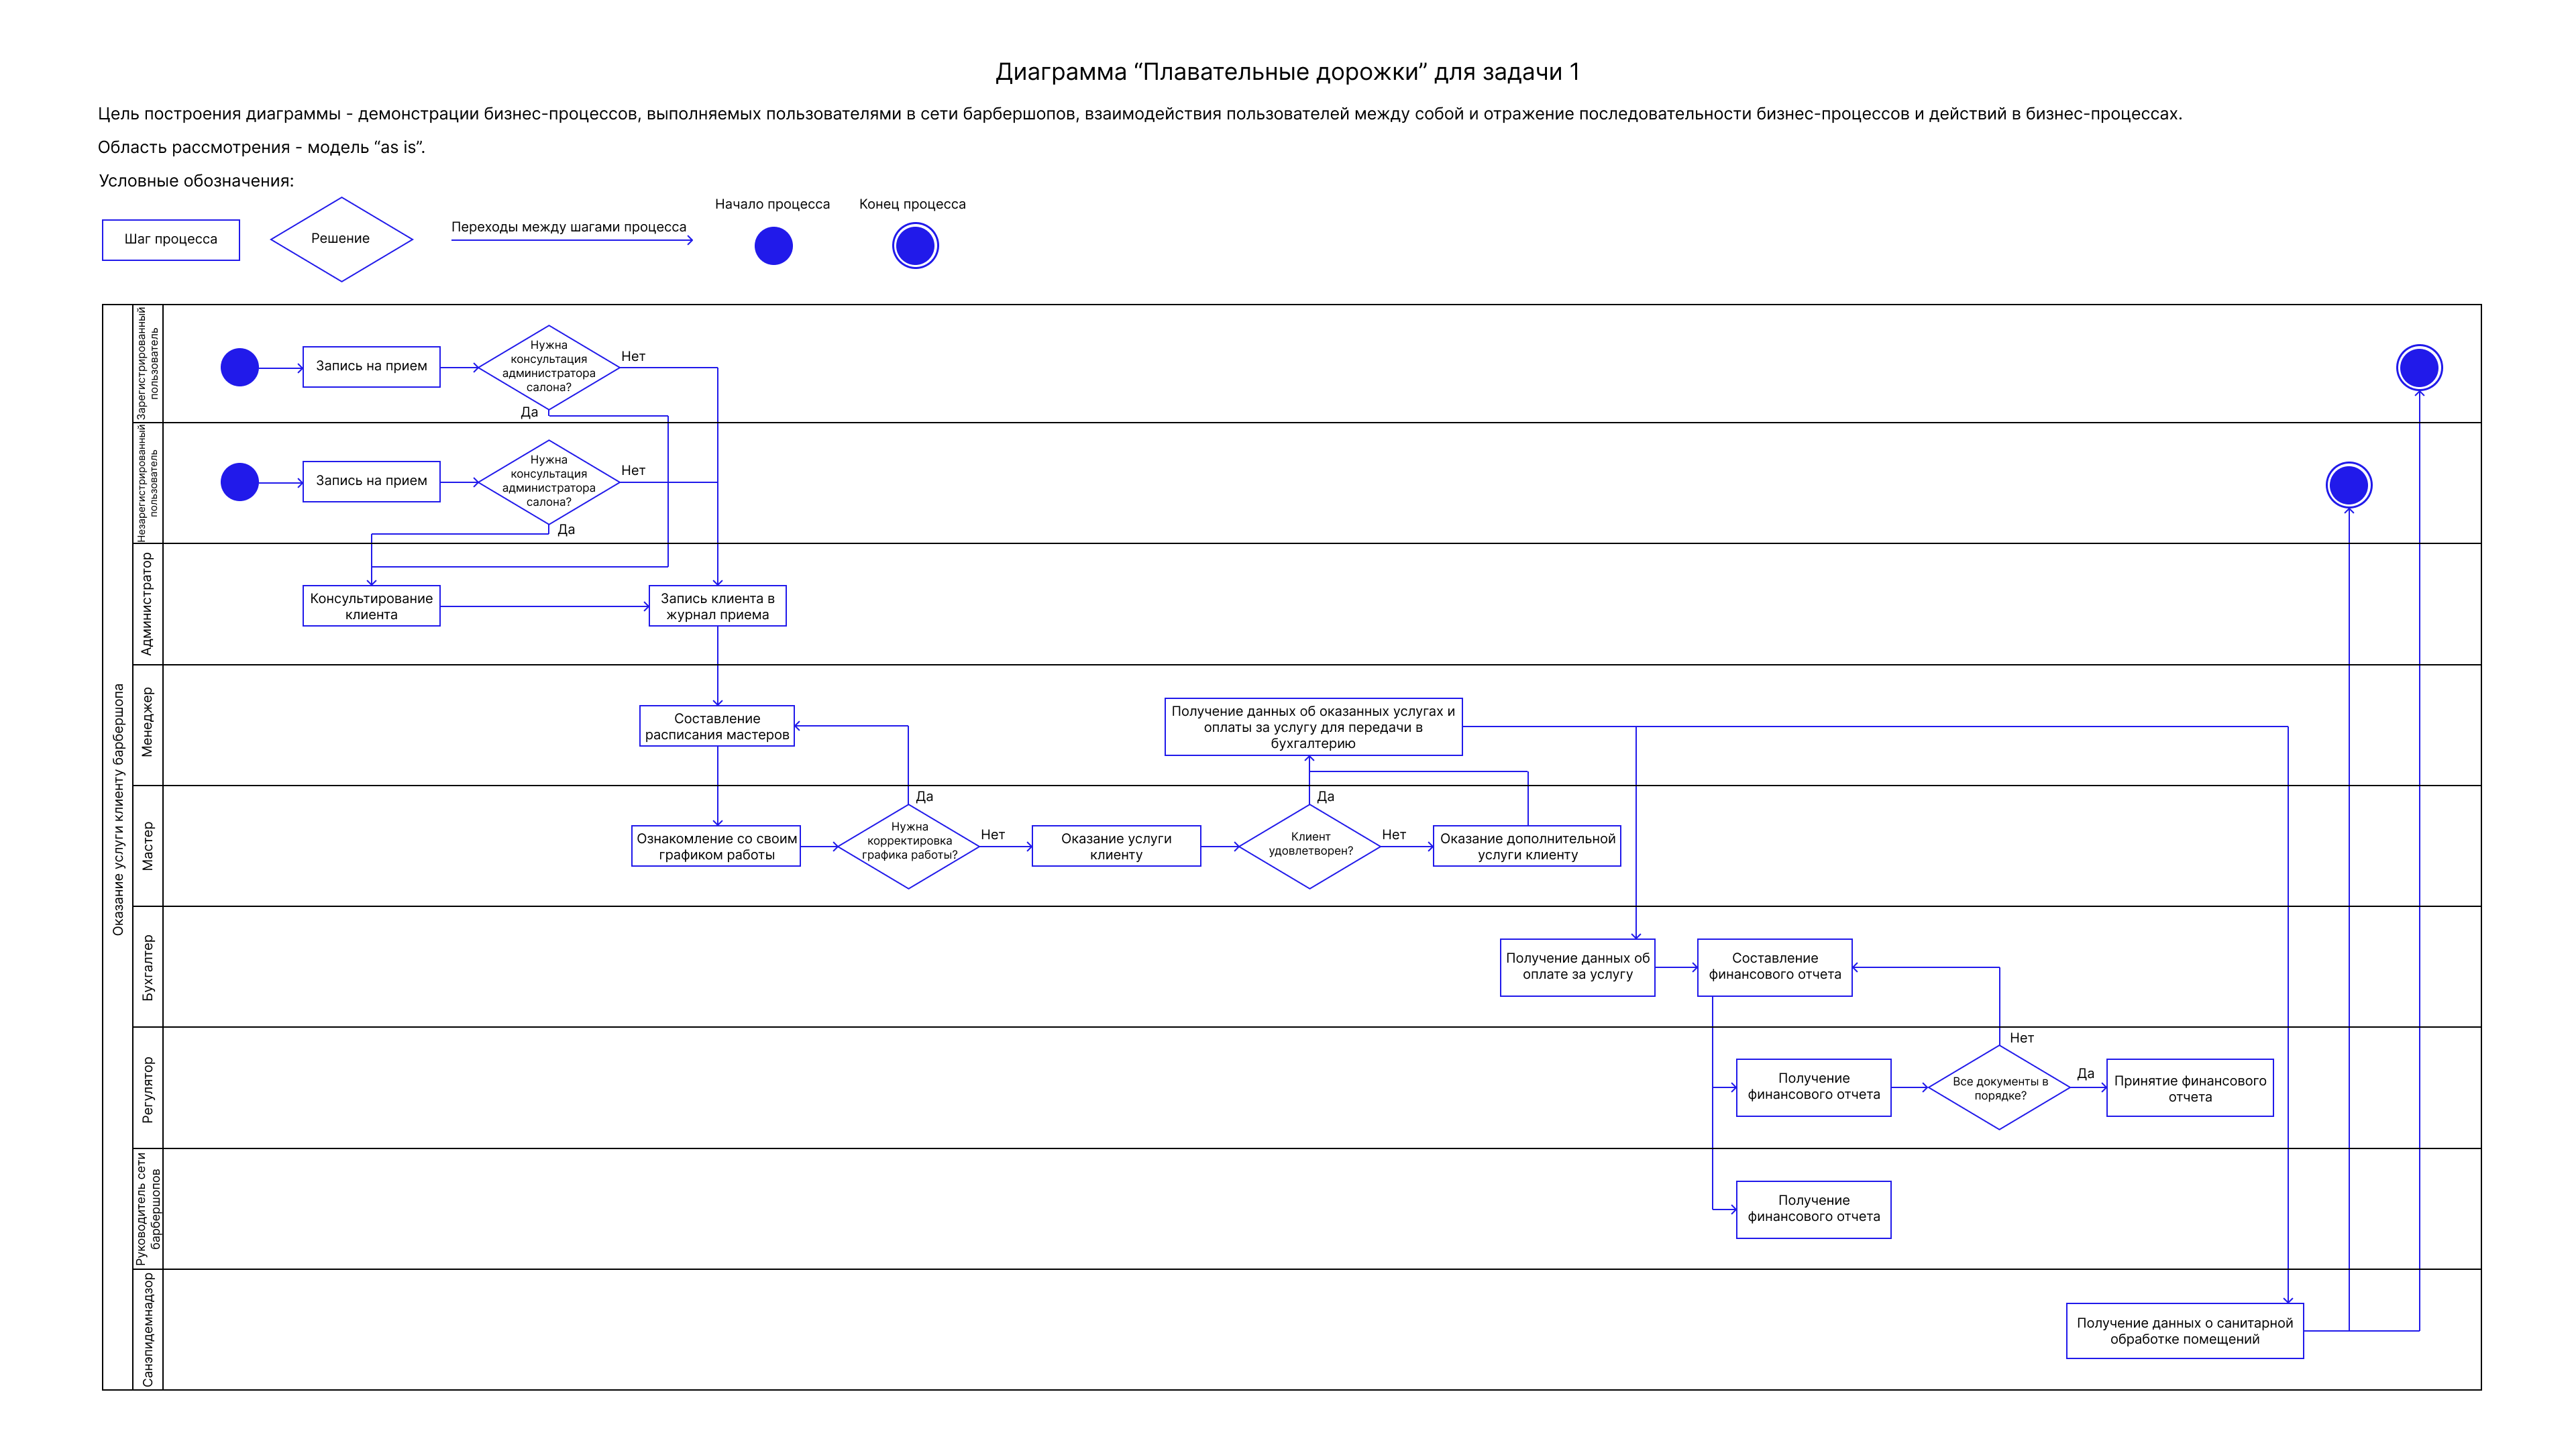 Диаграмма “Плавательные дорожки” для задачи 1
Цель построения диаграммы - демонстрации бизнес-процессов, выполняемых пользователями в сети барбершопов, взаимодействия пользователей между собой и отражение последовательности бизнес-процессов и действий в бизнес-процессах.
Область рассмотрения - модель “as is”.
Условные обозначения:
Шаг процесса
Решение
Переходы между шагами процесса
Начало процесса
Конец процесса
Оказание услуги клиенту барбершопа
Зарегистрированный
пользователь
Запись на прием
Нужна
консультация
администратора
салона?
Нет
Да
Незарегистрированный
пользователь
Запись на прием
Нужна
консультация
администратора
салона?
Нет
Да
Администратор
Консультирование
клиента
Запись клиента в
журнал приема
Менеджер
Составление
расписания мастеров
Получение данных об оказанных услугах и
оплаты за услугу для передачи в
бухгалтерию
Мастер
Ознакомление со своим
графиком работы
Нужна
корректировка
графика работы?
Да
Нет
Оказание услуги
клиенту
Клиент
удовлетворен?
Да
Нет
Оказание дополнительной
услуги клиенту
Бухгалтер
Получение данных об
оплате за услугу
Составление
финансового отчета
Регулятор
Получение
финансового отчета
Все документы в
порядке?
Нет
Да
Принятие финансового
отчета
Руководитель сети
барбершопов
Получение
финансового отчета
Санэпидемнадзор
Получение данных о санитарной
обработке помещений